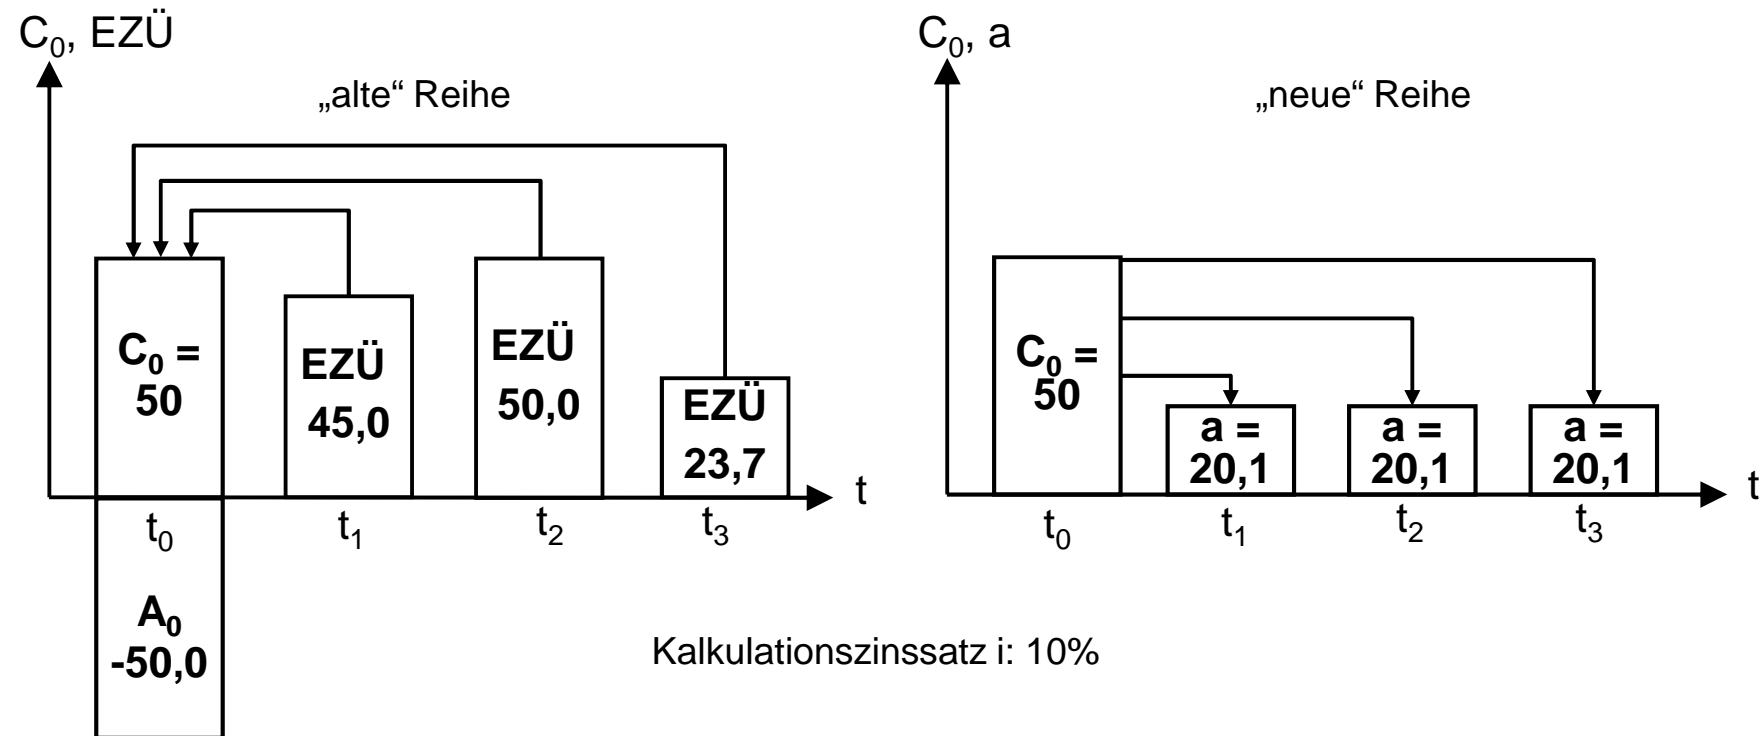 C₀, EZÜ
„alte“ Reihe
C₀ =
50
EZÜ
45,0
EZÜ
50,0
EZÜ
23,7
t
t₀
t₁
t₂
t₃
A₀
-50,0
C₀, a
„neue“ Reihe
C₀ =
50
a =
20,1
a =
20,1
a =
20,1
t
t₀
t₁
t₂
t₃
Kalkulationszinssatz i: 10%